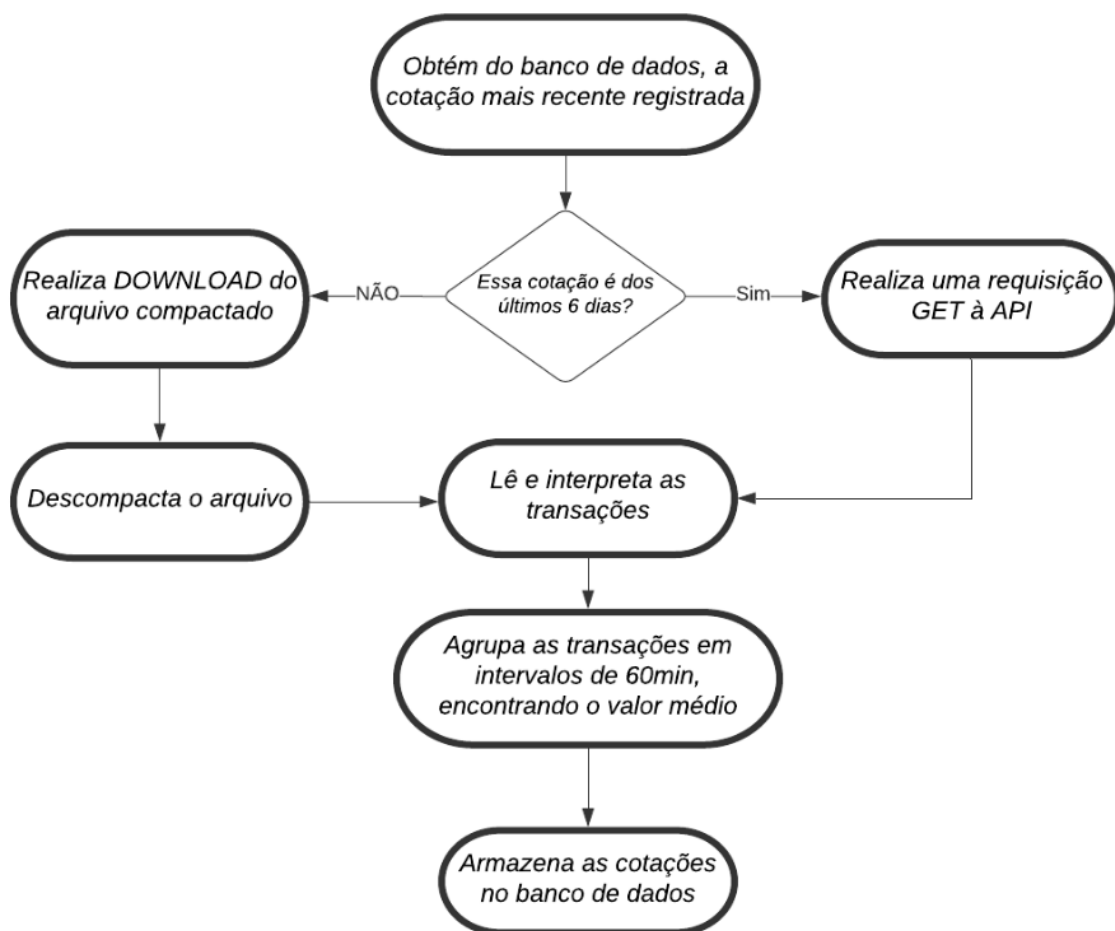 Obtém do banco de dados, a
cotação mais recente registrada
Realiza DOWNLOAD do
arquivo compactado
NÃO
Essa cotação é dos
últimos 6 dias?
Sim
Realiza uma requisição
GET à API
Descompacta o arquivo
Lê e interpreta as
transações
Agrupa as transações em
intervalos de 60min,
encontrando o valor médio
Armazena as cotações
no banco de dados